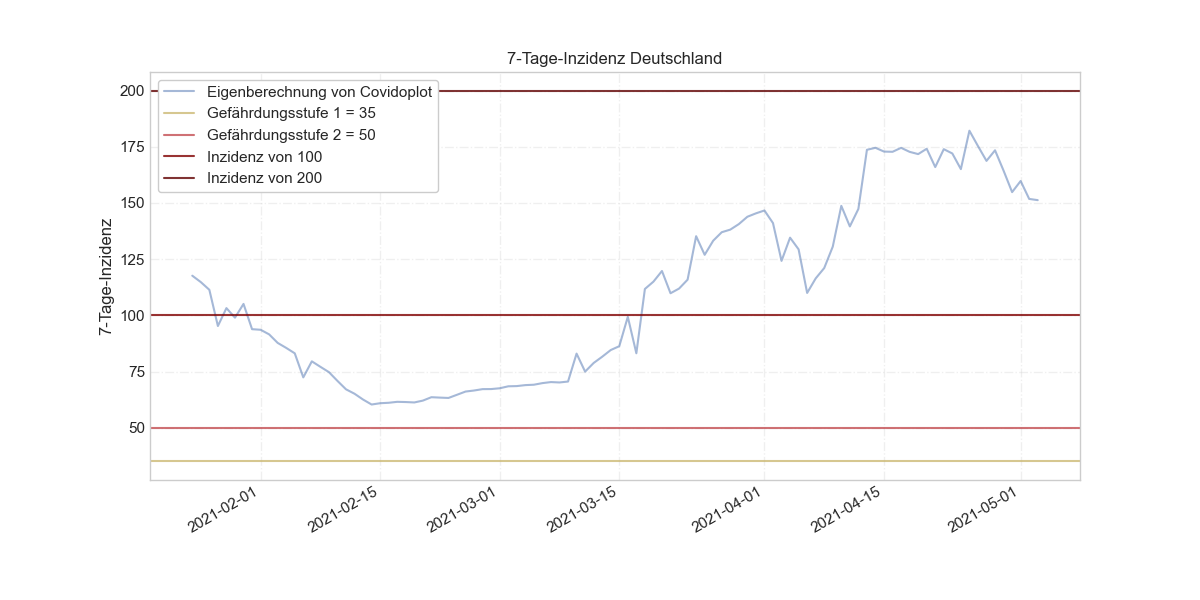 7-Tage-Inzidenz Deutschland
Eigenberechnung von Covidoplot
Gefährdungsstufe 1 = 35
Gefährdungsstufe 2 = 50
Inzidenz von 100
Inzidenz von 200
7-Tage-Inzidenz
200
175
150
125
100
75
50
2021-02-01
2021-02-15
2021-03-01
2021-03-15
2021-04-01
2021-04-15
2021-05-01